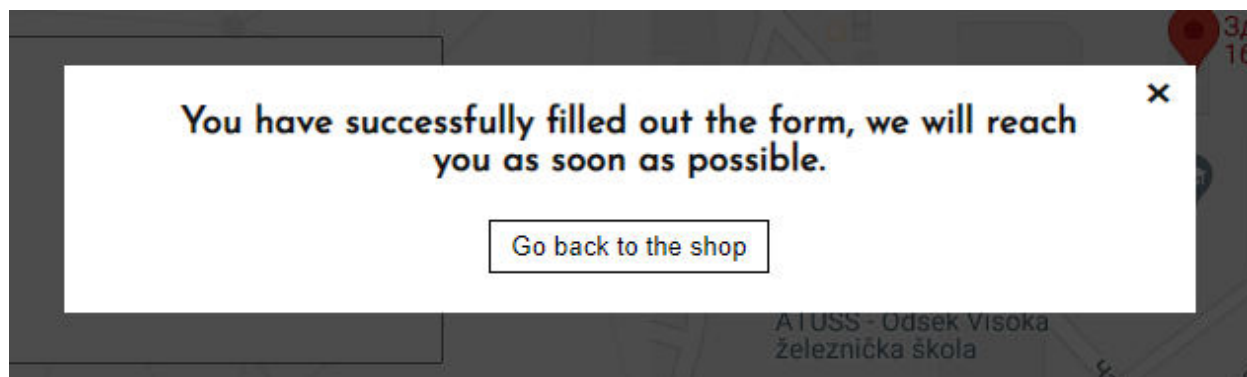 You have successfully filled out the form, we will reach
you as soon as possible.
Go back to the shop
ATUSS - Odsek Visoka
železnička škola